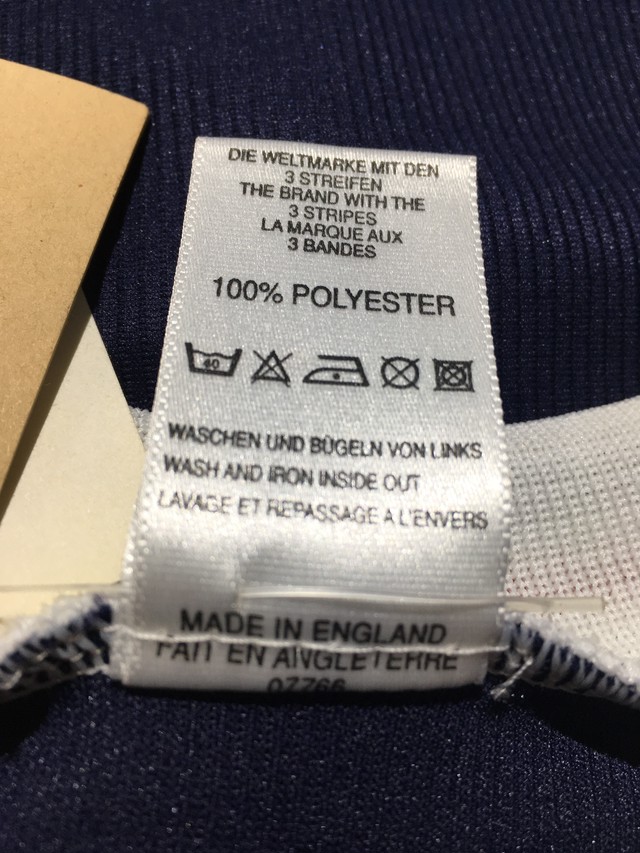 DIE WELTMARKE MIT DEN
3 STREIFEN
THE BRAND WITH THE
3 STRIPES
LA MARQUE AUX
3 BANDES
100% POLYESTER
40
WASCHEN UND BÜGELN VON LINKS
WASH AND IRON INSIDE OUT
LAVAGE ET REPASSAGE A L'ENVERS
MADE IN ENGLAND
FAIT EN ANGLETERRE
07766